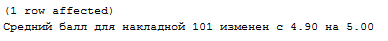 (1 row affected)
Средний балл для накладной 101 изменен с 4.90 на 5.00